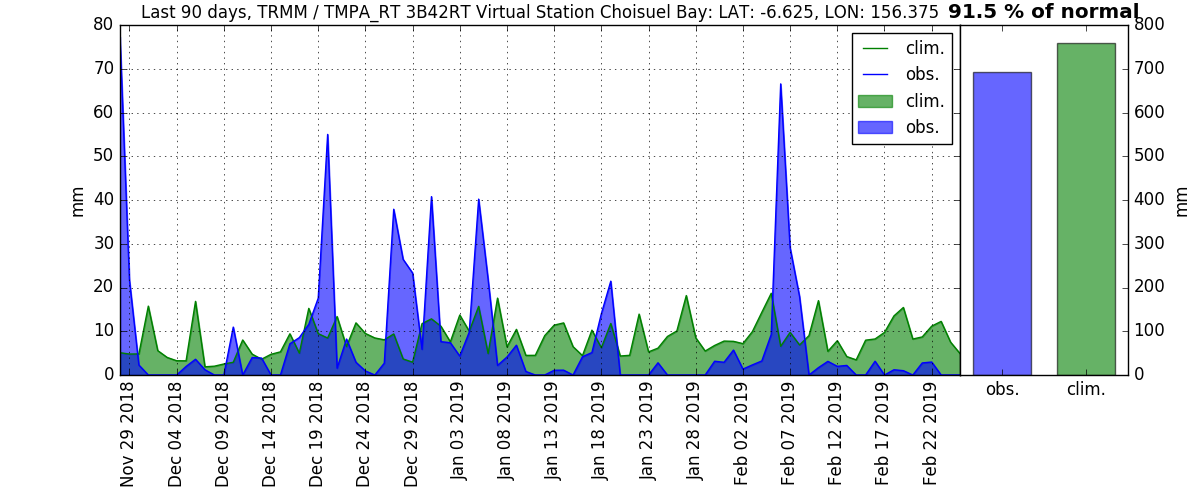 Last 90 days, TRMM / TMPA_RT 3B42RT Virtual Station Choisuel Bay: LAT: -6.625, LON: 156.375 91.5 % of normal
80
70
60
50
40
30
20
10
0
mm
clim.
obs.
clim.
obs.
800
700
600
500
400
300
200
100
0
mm
obs. clim.
Nov 29 2018
Dec 04 2018
Dec 09 2018
Dec 14 2018
Dec 19 2018
Dec 24 2018
Dec 29 2018
Jan 03 2019
Jan 08 2019
Jan 13 2019
Jan 18 2019
Jan 23 2019
Jan 28 2019
Feb 02 2019
Feb 07 2019
Feb 12 2019
Feb 17 2019
Feb 22 2019